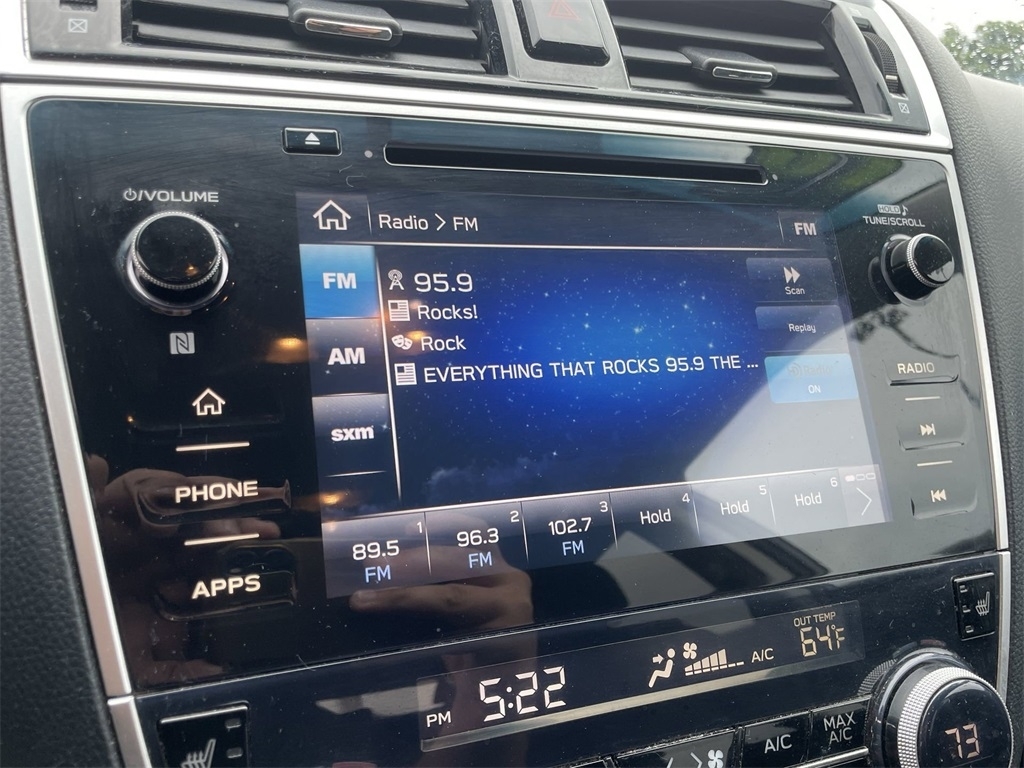 ⏻/VOLUME
HOLD ♪
TUNE/SCROLL
Radio > FM
FM
FM
AM
sxm
95.9
Rocks!
Rock
EVERYTHING THAT ROCKS 95.9 THE ...
Scan
Replay
ON
PHONE
APPS
RADIO
1
89.5
FM
2
96.3
FM
3
102.7
FM
4
Hold
5
Hold
6
Hold
PM 5:22
A/C
OUT TEMP
64°F
A/C
MAX
A/C
73